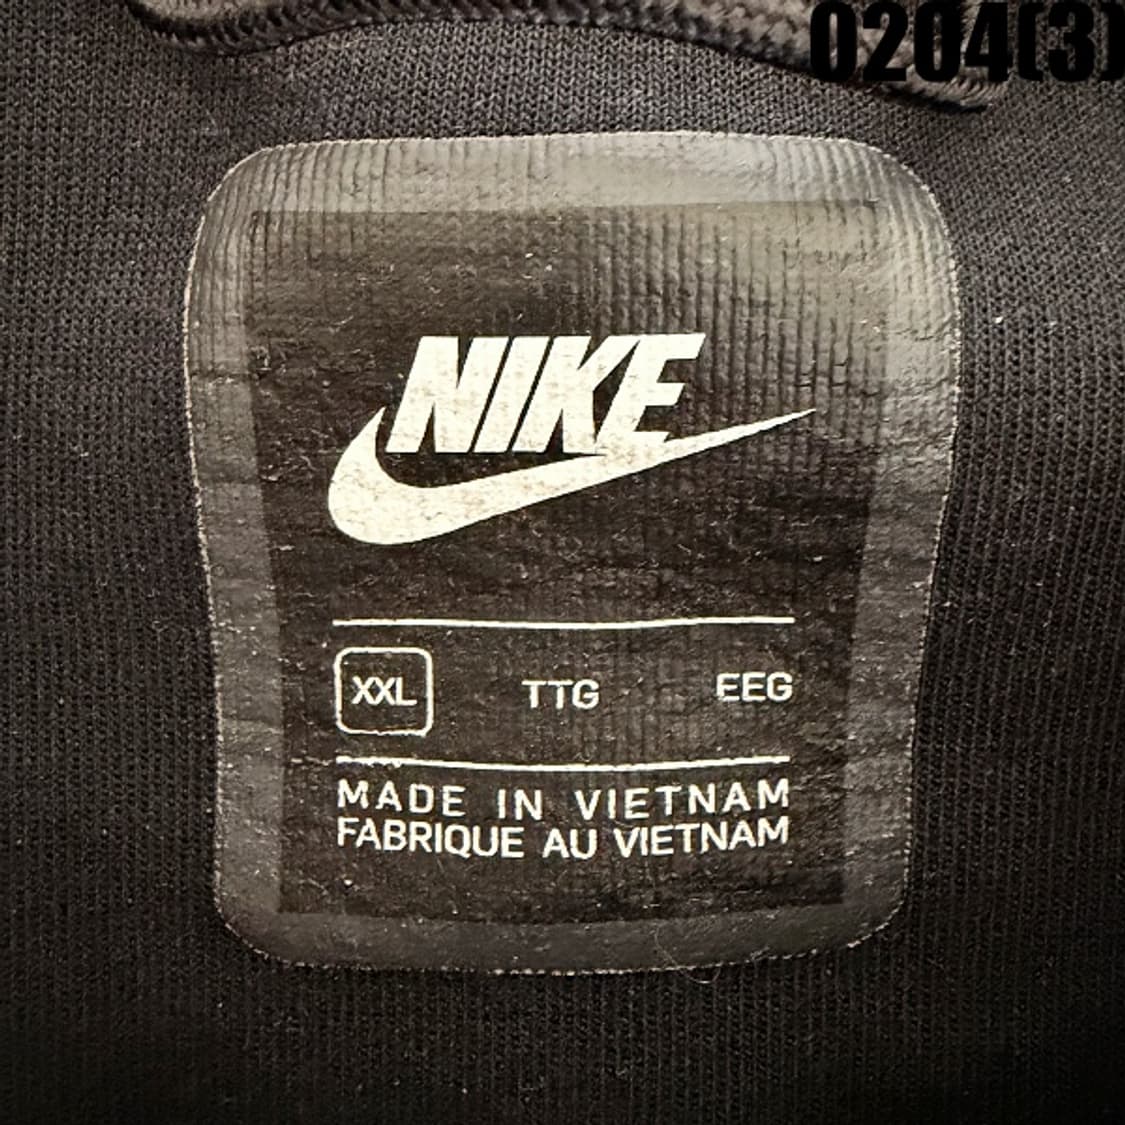 0204(3)
NIKE
XXL TTG EEG
MADE IN VIETNAM
FABRIQUE AU VIETNAM